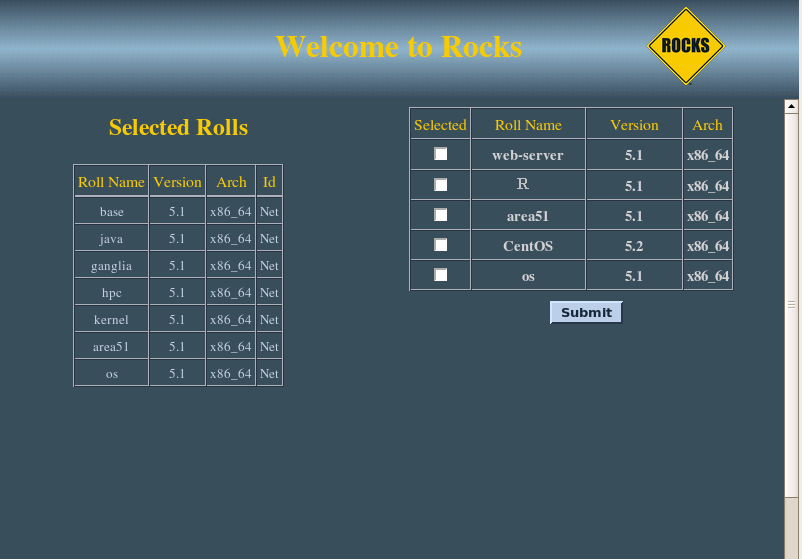 Welcome to Rocks
ROCKS
Selected Rolls
Roll Name Version Arch Id
base 5.1 x86_64 Net
java 5.1 x86_64 Net
ganglia 5.1 x86_64 Net
hpc 5.1 x86_64 Net
kernel 5.1 x86_64 Net
area51 5.1 x86_64 Net
os 5.1 x86_64 Net
Selected Roll Name Version Arch
web-server 5.1 x86_64
R 5.1 x86_64
area51 5.1 x86_64
CentOS 5.2 x86_64
os 5.1 x86_64
Submit